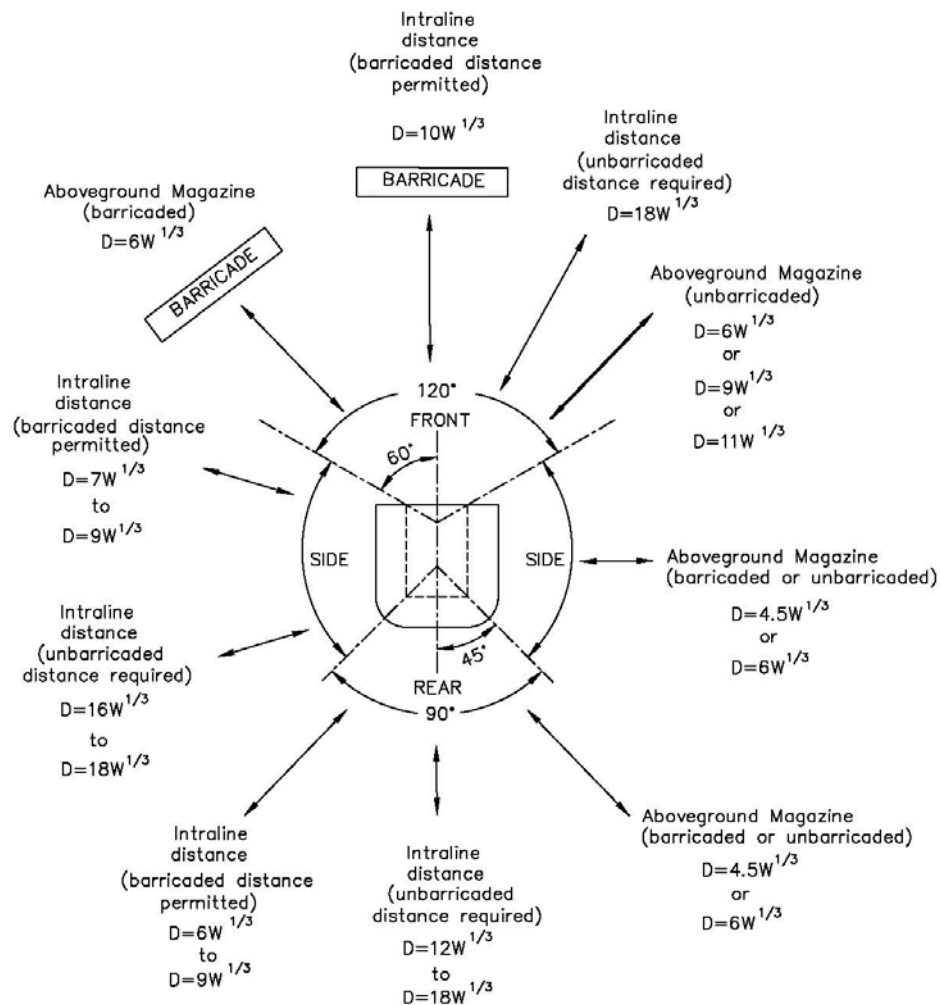 Intraline
distance
(barricaded distance
permitted)
D=10W 1/3
BARRICADE
Intraline
distance
(unbarricaded
distance required)
D=18W 1/3
Aboveground Magazine
(barricaded)
D=6W 1/3
BARRICADE
Aboveground Magazine
(unbarricaded)
D=6W 1/3
or
D=9W 1/3
or
D=11W 1/3
Intraline
distance
(barricaded distance
permitted)
D=7W 1/3
to
D=9W 1/3
120°
FRONT
60°
SIDE
SIDE
45°
REAR
90°
Aboveground Magazine
(barricaded or unbarricaded)
D=4.5W 1/3
or
D=6W 1/3
Intraline
distance
(unbarricaded
distance required)
D=16W 1/3
to
D=18W 1/3
Intraline
distance
(barricaded distance
permitted)
D=6W 1/3
to
D=9W 1/3
Intraline
distance
(unbarricaded
distance required)
D=12W 1/3
to
D=18W 1/3
Aboveground Magazine
(barricaded or unbarricaded)
D=4.5W 1/3
or
D=6W 1/3